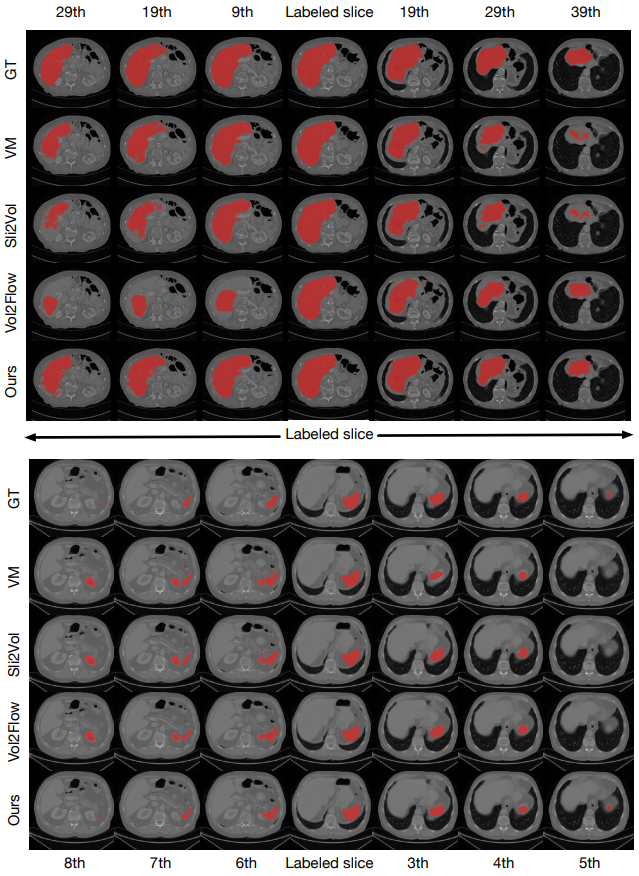 29th 19th 9th Labeled slice 19th 29th 39th
GT
VM
Sli2Vol
Vol2Flow
Ours
Labeled slice
GT
VM
Sli2Vol
Vol2Flow
Ours
8th 7th 6th Labeled slice 3th 4th 5th